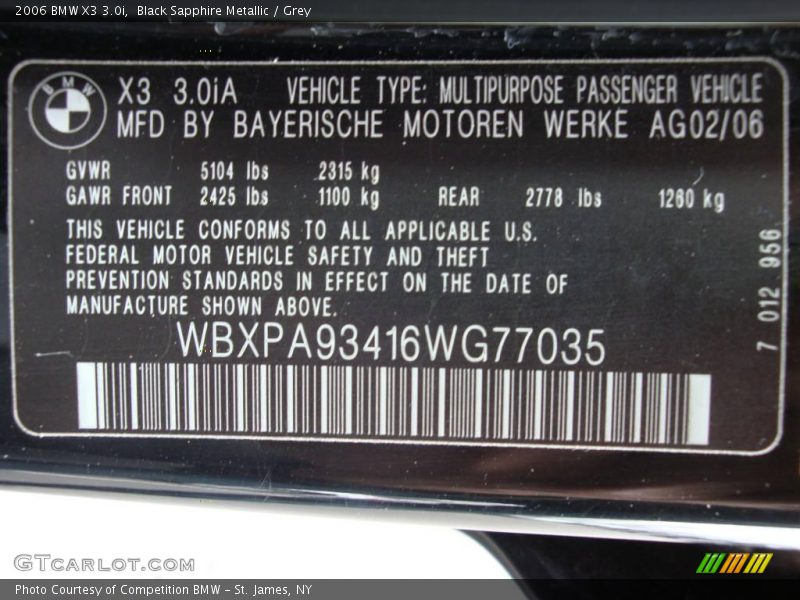 2006 BMW X3 3.0i, Black Sapphire Metallic / Grey
BMW
X3 3.0iA VEHICLE TYPE: MULTIPURPOSE PASSENGER VEHICLE
MFD BY BAYERISCHE MOTOREN WERKE AG02/06
GVWR 5104 lbs 2315 kg
GAWR FRONT 2425 lbs 1100 kg REAR 2778 lbs 1260 kg
THIS VEHICLE CONFORMS TO ALL APPLICABLE U.S.
FEDERAL MOTOR VEHICLE SAFETY AND THEFT
PREVENTION STANDARDS IN EFFECT ON THE DATE OF
MANUFACTURE SHOWN ABOVE.
WBXPA93416WG77035
7 012 956
GTcarlot.com
Photo Courtesy of Competition BMW – St. James, NY